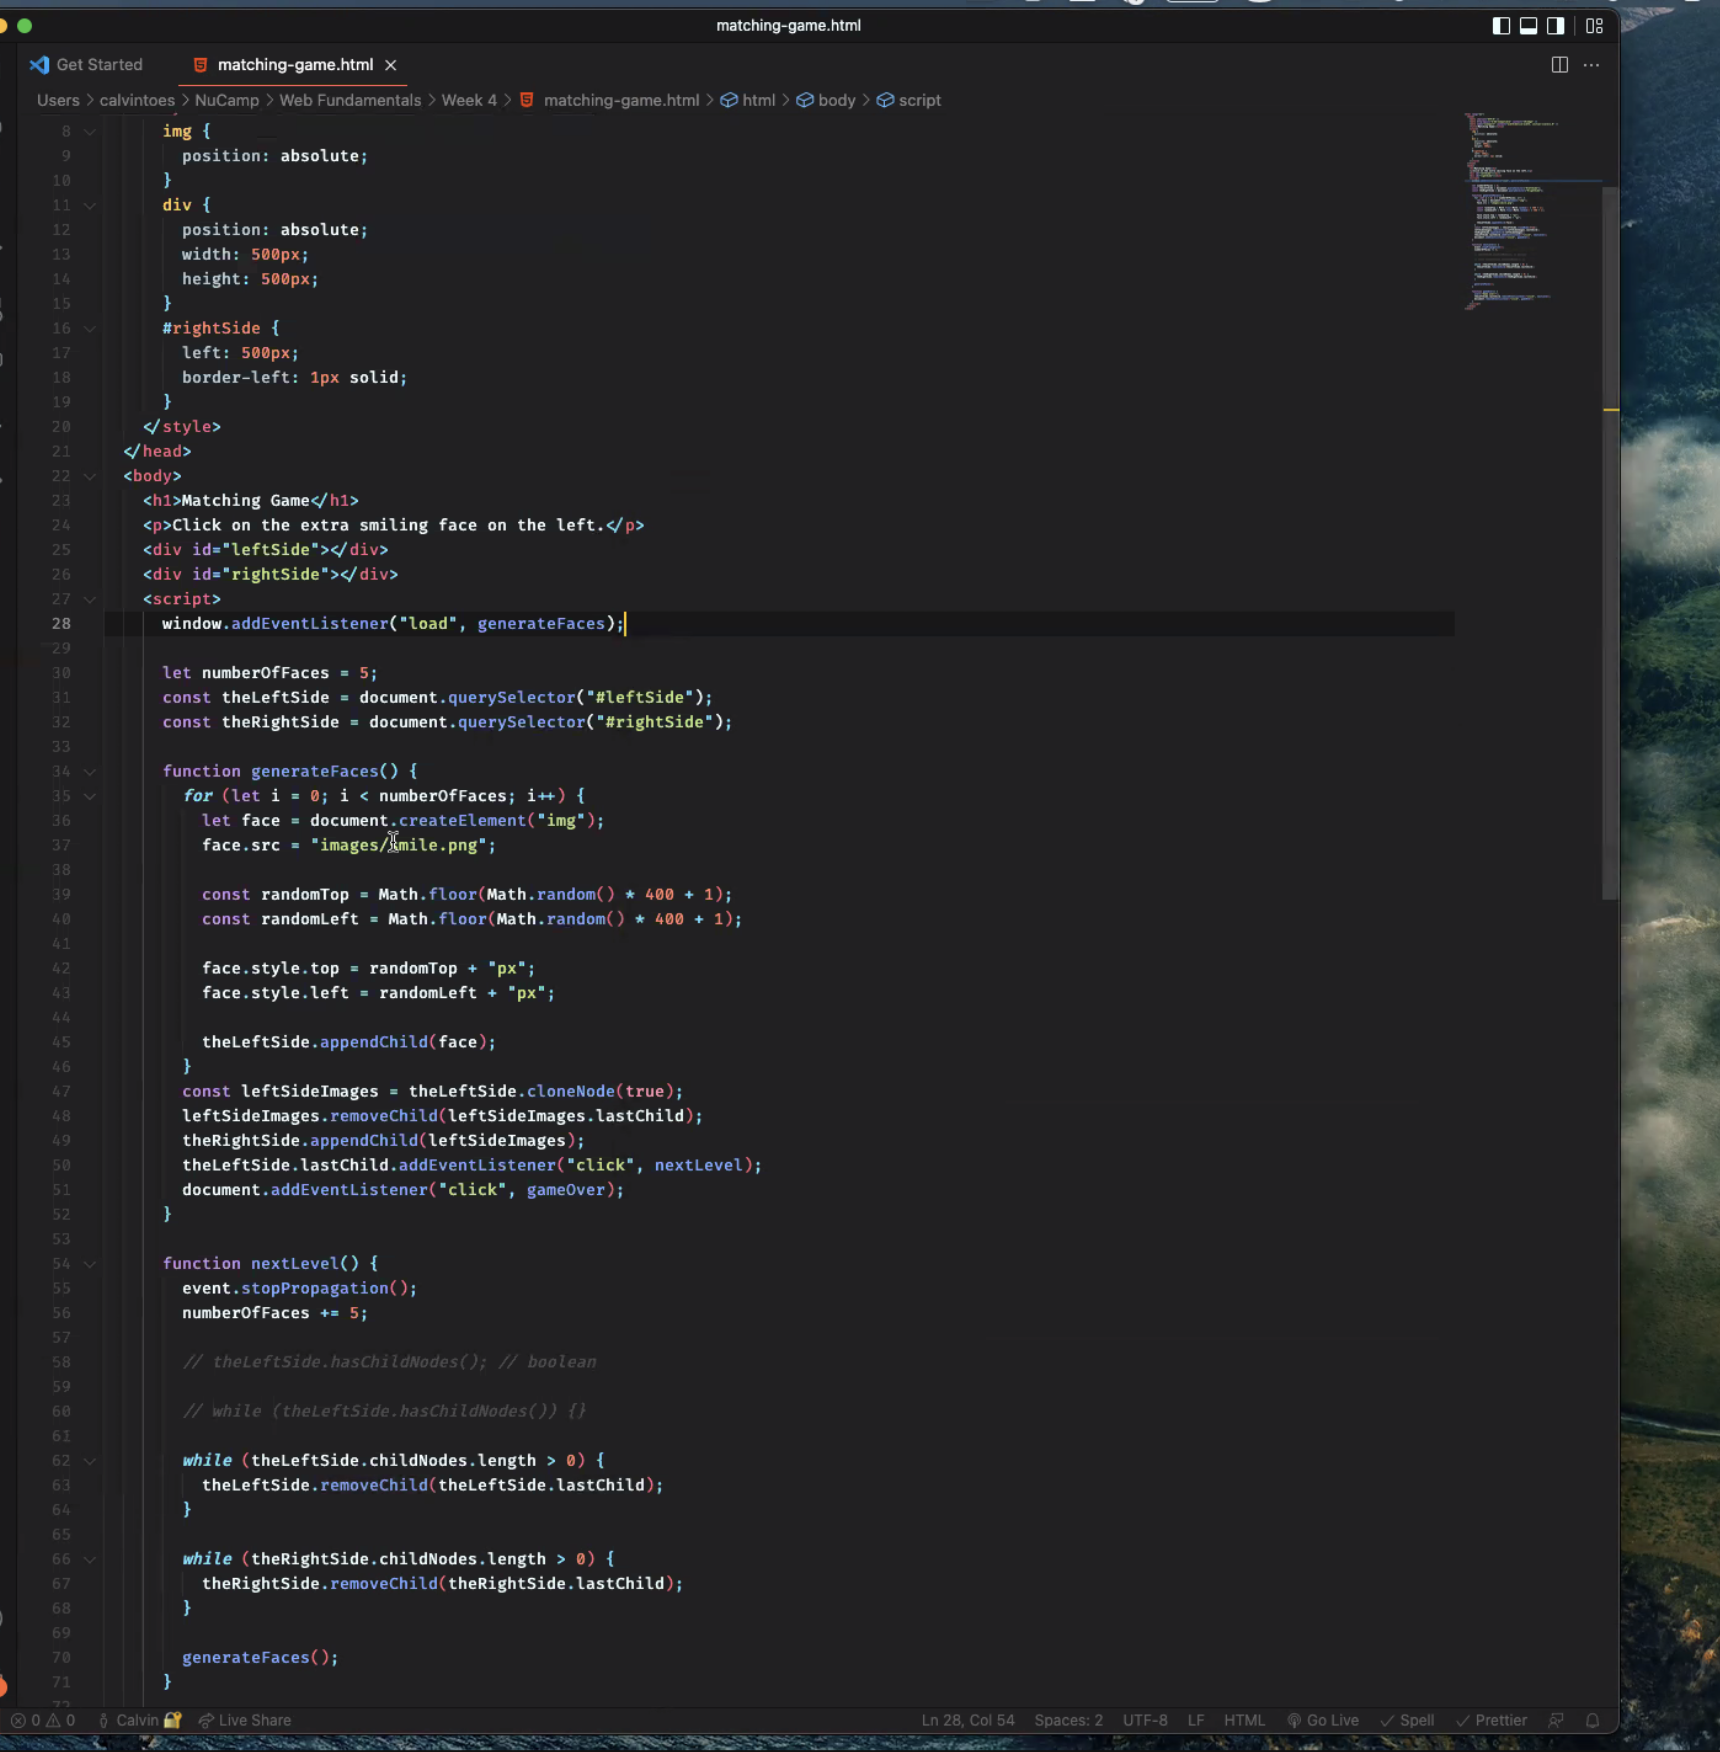 matching-game.html
Get Started matching-game.html
Users > calvintoes > NuCamp > Web Fundamentals > Week 4 > matching-game.html > html > body > script
8 img {
9 position: absolute;
10 }
11 div {
12 position: absolute;
13 width: 500px;
14 height: 500px;
15 }
16 #rightSide {
17 left: 500px;
18 border-left: 1px solid;
19 }
20 </style>
21 </head>
22 <body>
23 <h1>Matching Game</h1>
24 <p>Click on the extra smiling face on the left.</p>
25 <div id="leftSide"></div>
26 <div id="rightSide"></div>
27 <script>
28 window.addEventListener("load", generateFaces);
29
30 let numberOfFaces = 5;
31 const theLeftSide = document.querySelector("#leftSide");
32 const theRightSide = document.querySelector("#rightSide");
33
34 function generateFaces() {
35 for (let i = 0; i < numberOfFaces; i++) {
36 let face = document.createElement("img");
37 face.src = "images/smile.png";
38
39 const randomTop = Math.floor(Math.random() * 400 + 1);
40 const randomLeft = Math.floor(Math.random() * 400 + 1);
41
42 face.style.top = randomTop + "px";
43 face.style.left = randomLeft + "px";
44
45 theLeftSide.appendChild(face);
46 }
47 const leftSideImages = theLeftSide.cloneNode(true);
48 leftSideImages.removeChild(leftSideImages.lastChild);
49 theRightSide.appendChild(leftSideImages);
50 theLeftSide.lastChild.addEventListener("click", nextLevel);
51 document.addEventListener("click", gameOver);
52 }
53
54 function nextLevel() {
55 event.stopPropagation();
56 numberOfFaces += 5;
57
58 // theLeftSide.hasChildNodes(); // boolean
59
60 // while (theLeftSide.hasChildNodes()) {}
61
62 while (theLeftSide.childNodes.length > 0) {
63 theLeftSide.removeChild(theLeftSide.lastChild);
64 }
65
66 while (theRightSide.childNodes.length > 0) {
67 theRightSide.removeChild(theRightSide.lastChild);
68 }
69
70 generateFaces();
71 }
72
0 0 Calvin Live Share Ln 28, Col 54 Spaces: 2 UTF-8 LF HTML Go Live Spell Prettier